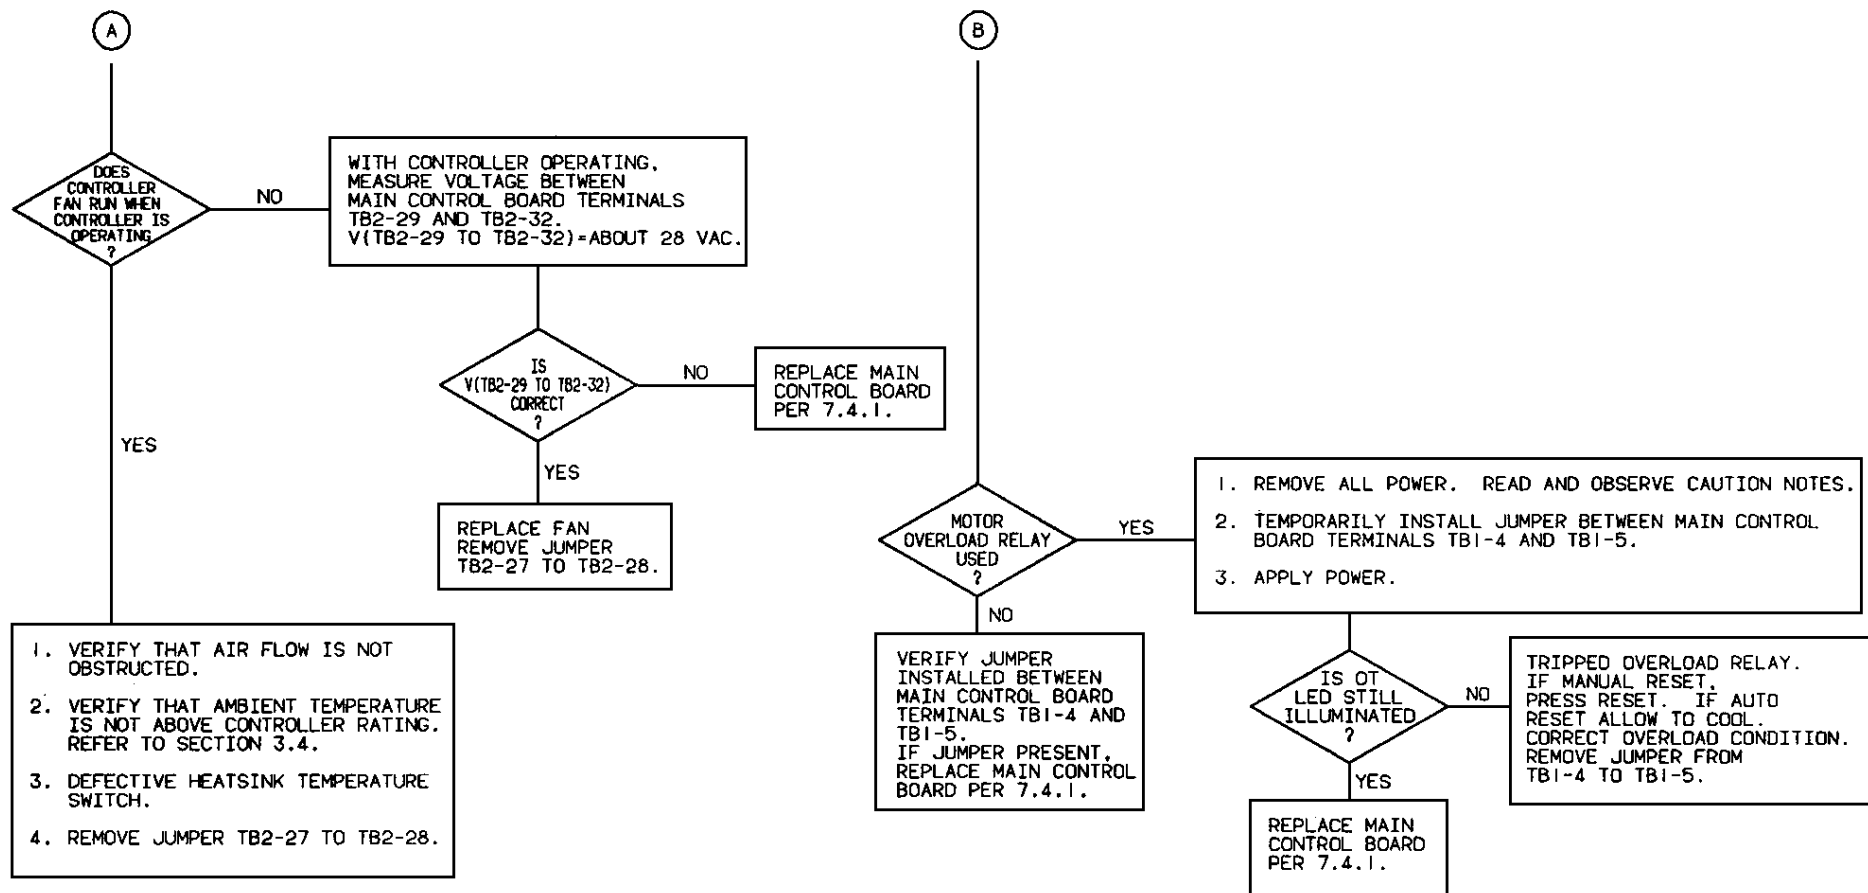 A
DOES
CONTROLLER
FAN RUN WHEN
CONTROLLER IS
OPERATING
?
NO
WITH CONTROLLER OPERATING,
MEASURE VOLTAGE BETWEEN
MAIN CONTROL BOARD TERMINALS
TB2-29 AND TB2-32.
V(TB2-29 TO TB2-32)=ABOUT 28 VAC.
IS
V(TB2-29 TO TB2-32)
CORRECT
?
NO
REPLACE MAIN
CONTROL BOARD
PER 7.4.1.
YES
REPLACE FAN
REMOVE JUMPER
TB2-27 TO TB2-28.
YES
1. VERIFY THAT AIR FLOW IS NOT
OBSTRUCTED.
2. VERIFY THAT AMBIENT TEMPERATURE
IS NOT ABOVE CONTROLLER RATING.
REFER TO SECTION 3.4.
3. DEFECTIVE HEATSINK TEMPERATURE
SWITCH.
4. REMOVE JUMPER TB2-27 TO TB2-28.
B
MOTOR
OVERLOAD RELAY
USED
?
YES
1. REMOVE ALL POWER. READ AND OBSERVE CAUTION NOTES.
2. TEMPORARILY INSTALL JUMPER BETWEEN MAIN CONTROL
BOARD TERMINALS TB1-4 AND TB1-5.
3. APPLY POWER.
NO
VERIFY JUMPER
INSTALLED BETWEEN
MAIN CONTROL BOARD
TERMINALS TB1-4 AND
TB1-5.
IF JUMPER PRESENT,
REPLACE MAIN CONTROL
BOARD PER 7.4.1.
IS OT
LED STILL
ILLUMINATED
?
NO
TRIPPED OVERLOAD RELAY.
IF MANUAL RESET,
PRESS RESET. IF AUTO
RESET ALLOW TO COOL.
CORRECT OVERLOAD CONDITION.
REMOVE JUMPER FROM
TB1-4 TO TB1-5.
YES
REPLACE MAIN
CONTROL BOARD
PER 7.4.1.